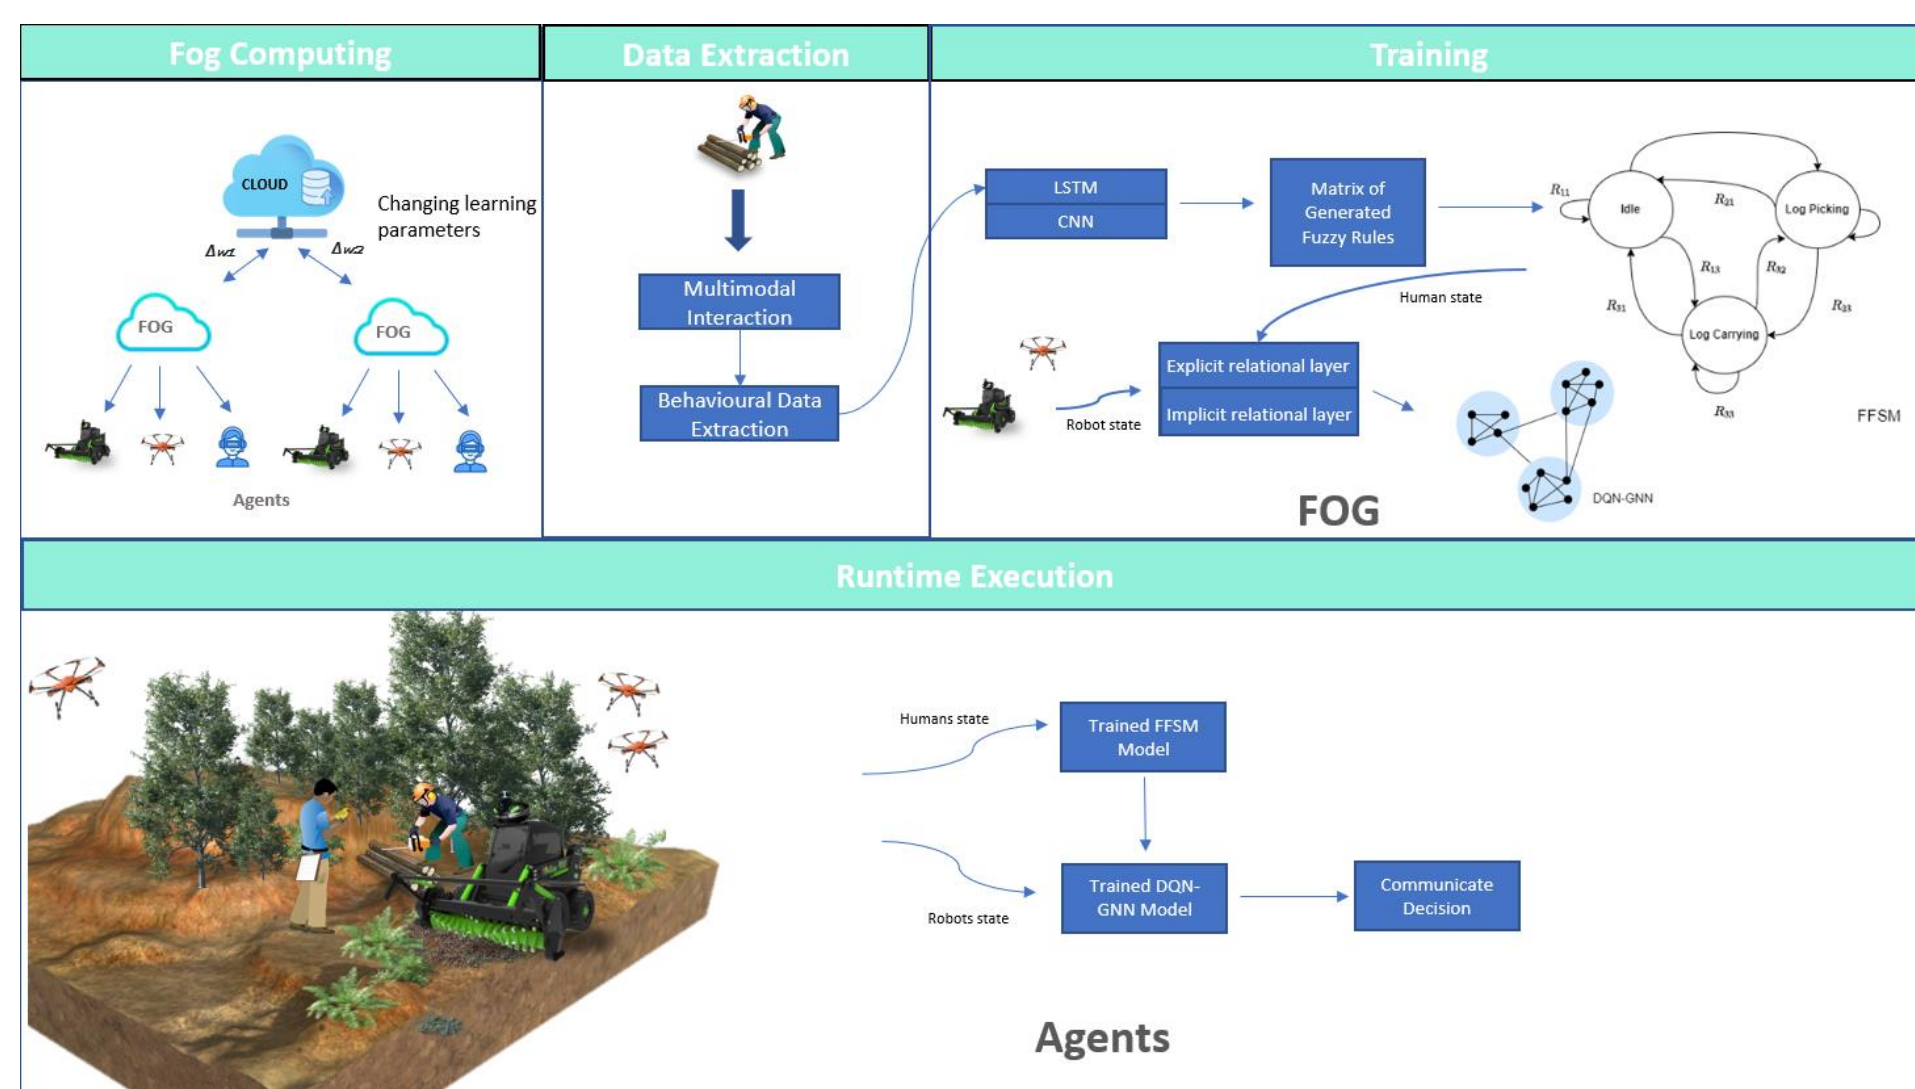 Fog Computing
Data Extraction
Training
CLOUD
Changing learning
parameters
Δw1
Δw2
FOG
FOG
Agents
Multimodal
Interaction
Behavioural Data
Extraction
LSTM
CNN
Matrix of
Generated
Fuzzy Rules
Human state
Robot state
Explicit relational layer
Implicit relational layer
FOG
R11
Idle
R21
Log Picking
R13
R32
R31
R23
Log Carrying
R33
FFSM
DQN-GNN
Runtime Execution
Humans state
Trained FFSM
Model
Robots state
Trained DQN-
GNN Model
Communicate
Decision
Agents